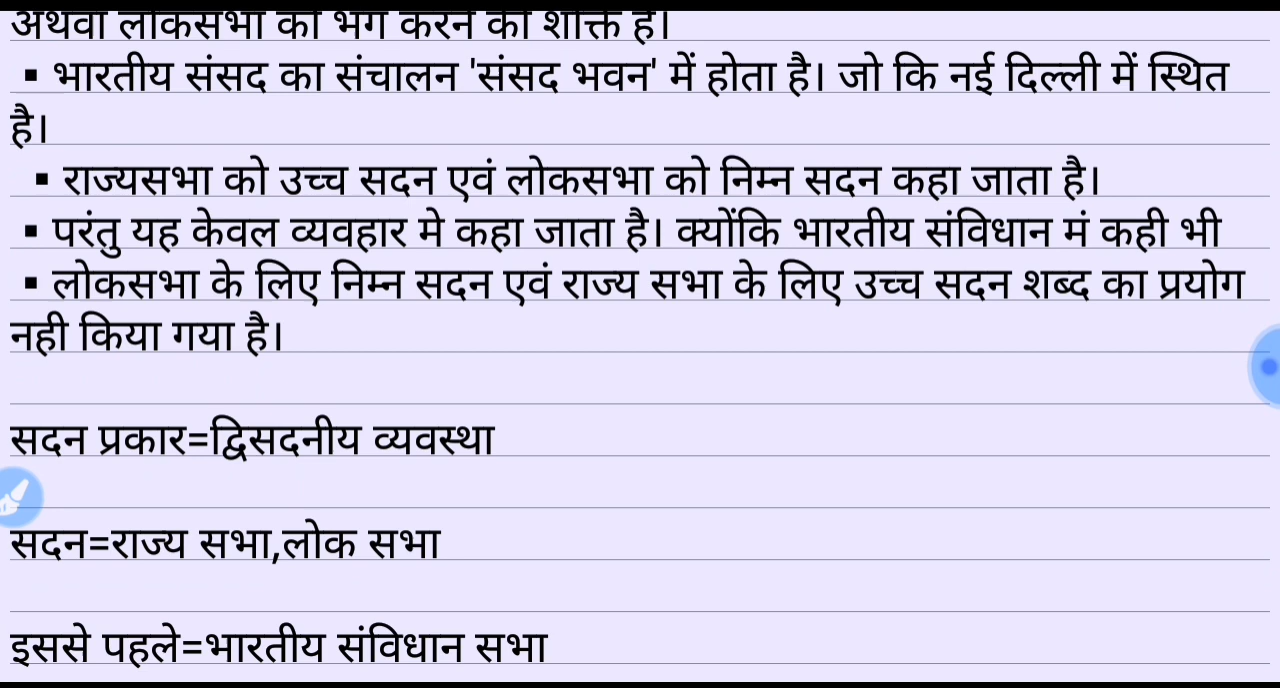 अथवा लोकसभा को भंग करने की शक्ति है।
▪ भारतीय संसद का संचालन 'संसद भवन' में होता है। जो कि नई दिल्ली में स्थित
है।
▪ राज्यसभा को उच्च सदन एवं लोकसभा को निम्न सदन कहा जाता है।
▪ परंतु यह केवल व्यवहार मे कहा जाता है। क्योंकि भारतीय संविधान मं कही भी
▪ लोकसभा के लिए निम्न सदन एवं राज्य सभा के लिए उच्च सदन शब्द का प्रयोग
नही किया गया है।
सदन प्रकार=द्विसदनीय व्यवस्था
सदन=राज्य सभा,लोक सभा
इससे पहले=भारतीय संविधान सभा